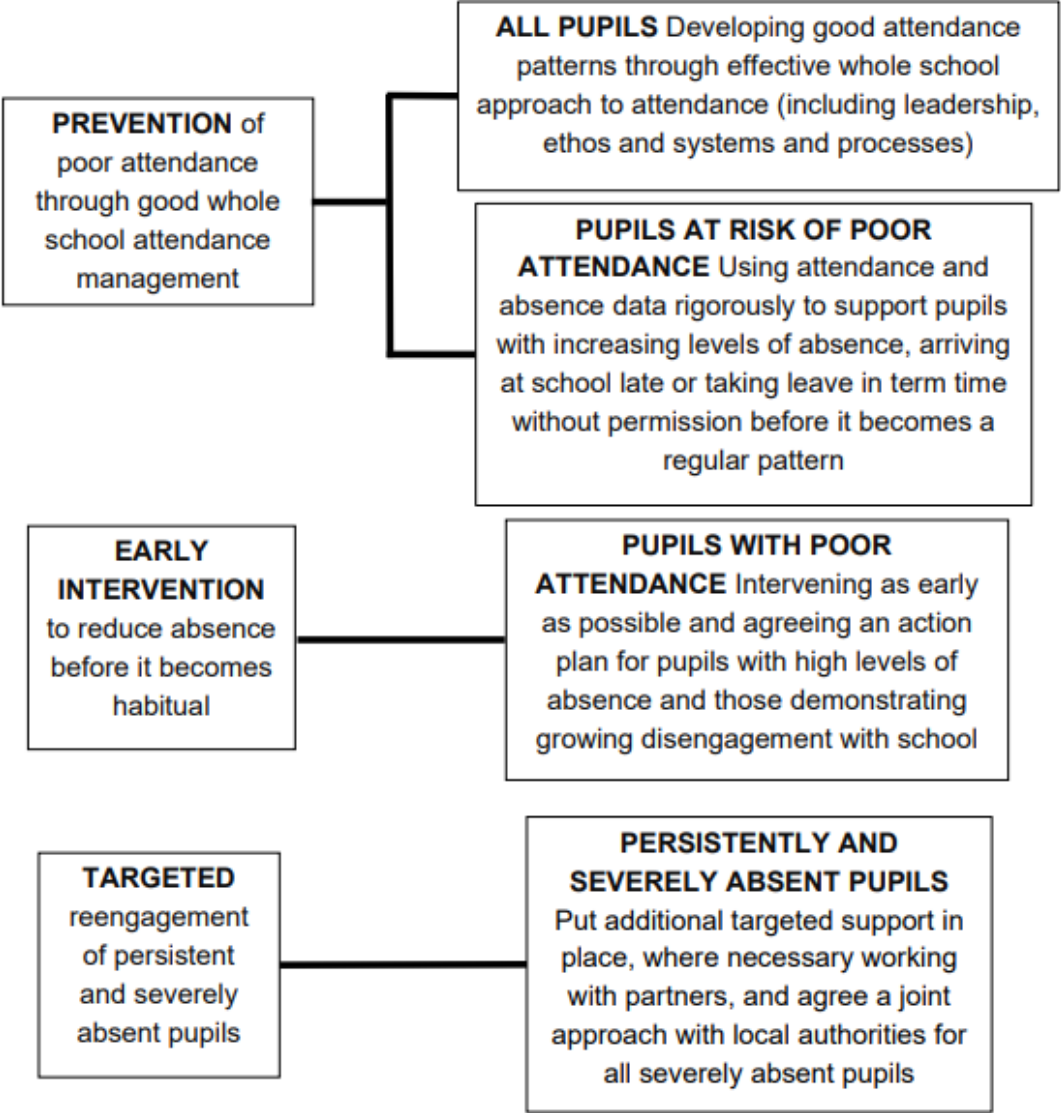 PREVENTION of
poor attendance
through good whole
school attendance
management
ALL PUPILS Developing good attendance
patterns through effective whole school
approach to attendance (including leadership,
ethos and systems and processes)
PUPILS AT RISK OF POOR
ATTENDANCE Using attendance and
absence data rigorously to support pupils
with increasing levels of absence, arriving
at school late or taking leave in term time
without permission before it becomes a
regular pattern
EARLY
INTERVENTION
to reduce absence
before it becomes
habitual
PUPILS WITH POOR
ATTENDANCE Intervening as early
as possible and agreeing an action
plan for pupils with high levels of
absence and those demonstrating
growing disengagement with school
TARGETED
reengagement
of persistent
and severely
absent pupils
PERSISTENTLY AND
SEVERELY ABSENT PUPILS
Put additional targeted support in
place, where necessary working
with partners, and agree a joint
approach with local authorities for
all severely absent pupils